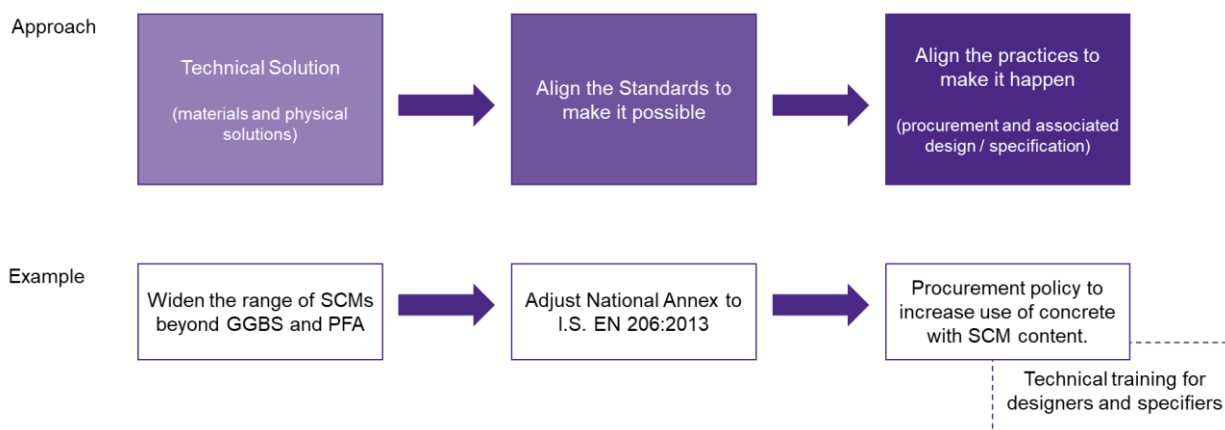 Approach
Technical Solution
(materials and physical
solutions)
Align the Standards to
make it possible
Align the practices to
make it happen
(procurement and associated
design / specification)
Example
Widen the range of SCMs
beyond GGBS and PFA
Adjust National Annex to
I.S. EN 206:2013
Procurement policy to
increase use of concrete
with SCM content.
Technical training for
designers and specifiers